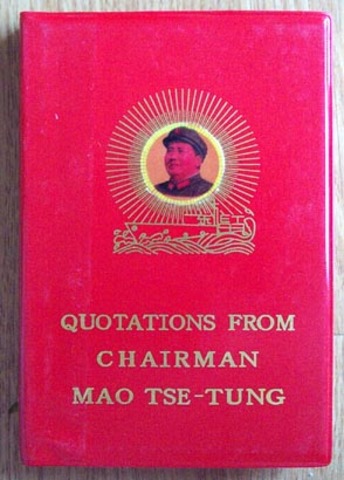 QUOTATIONS FROM
CHAIRMAN
MAO TSE-TUNG